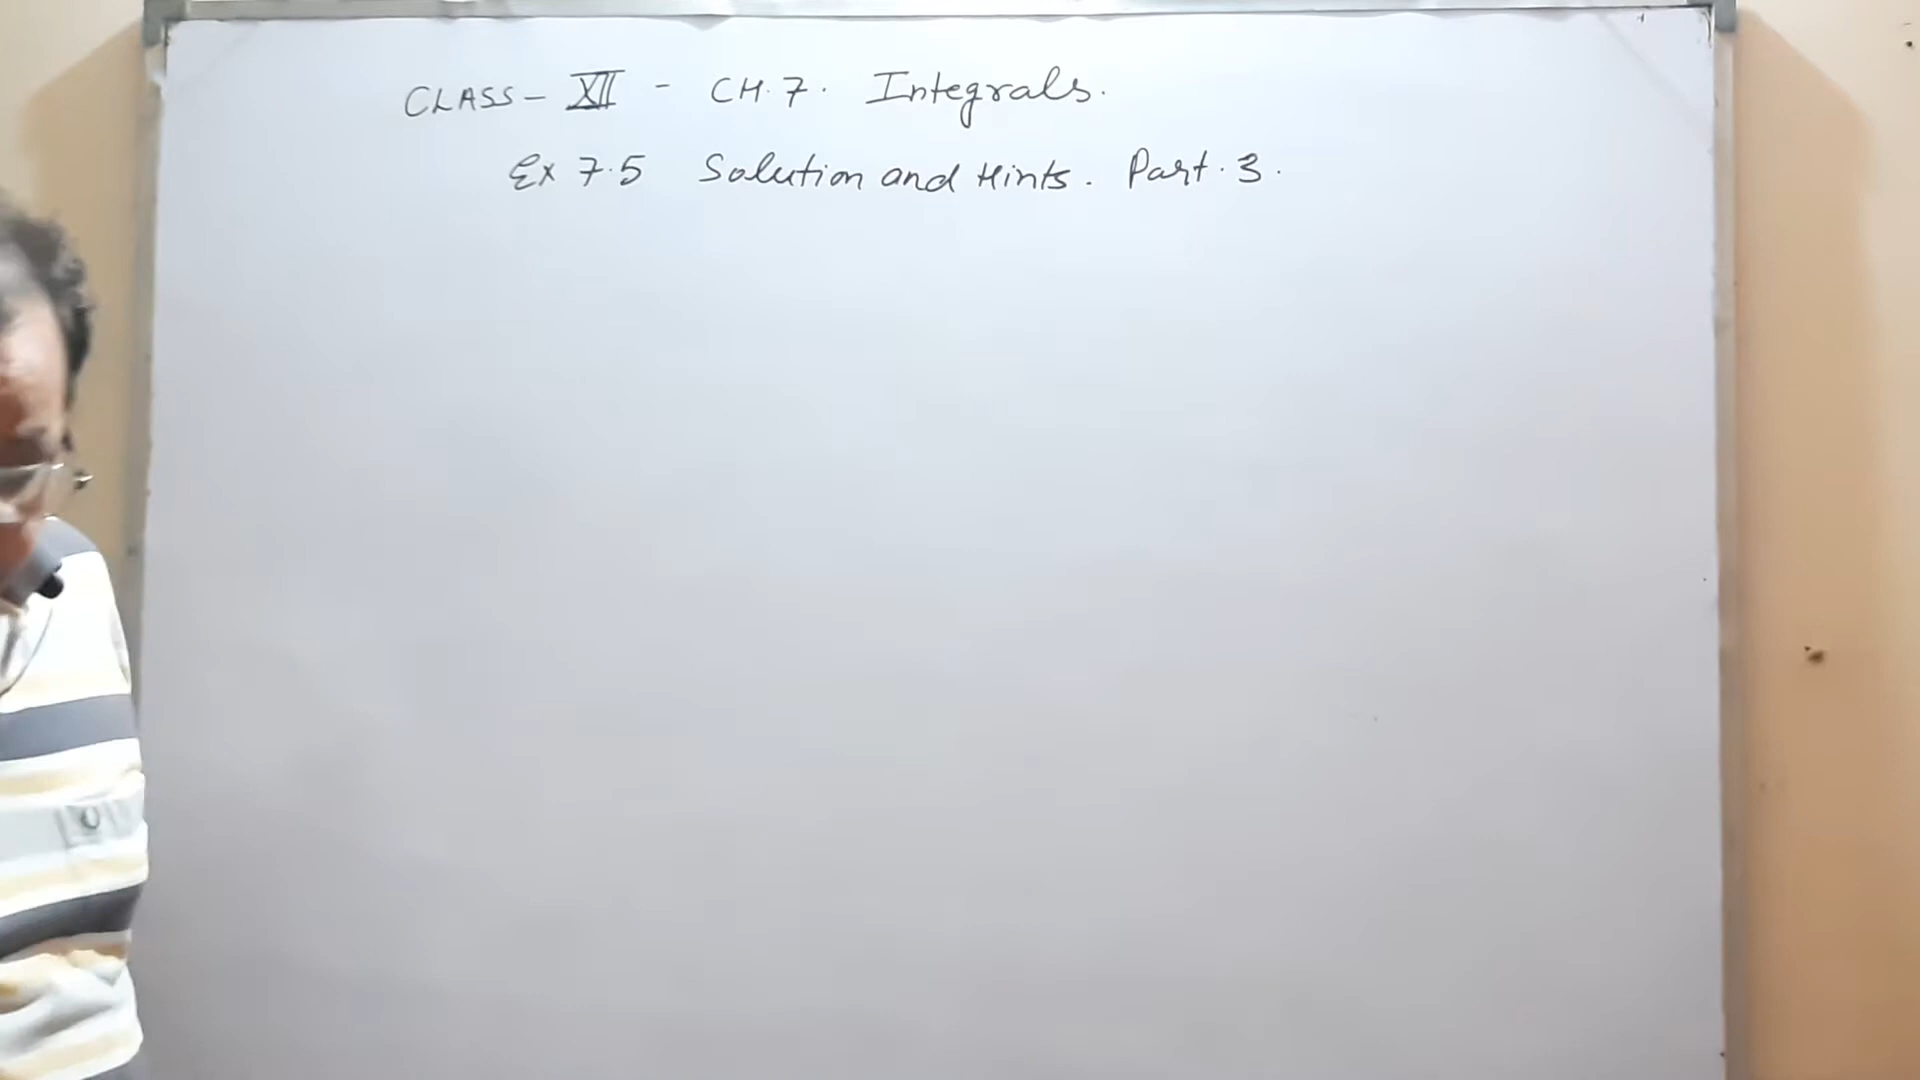 CLASS - XII - CH.7. Integrals.
Ex 7.5 Solution and Hints. Part.3.